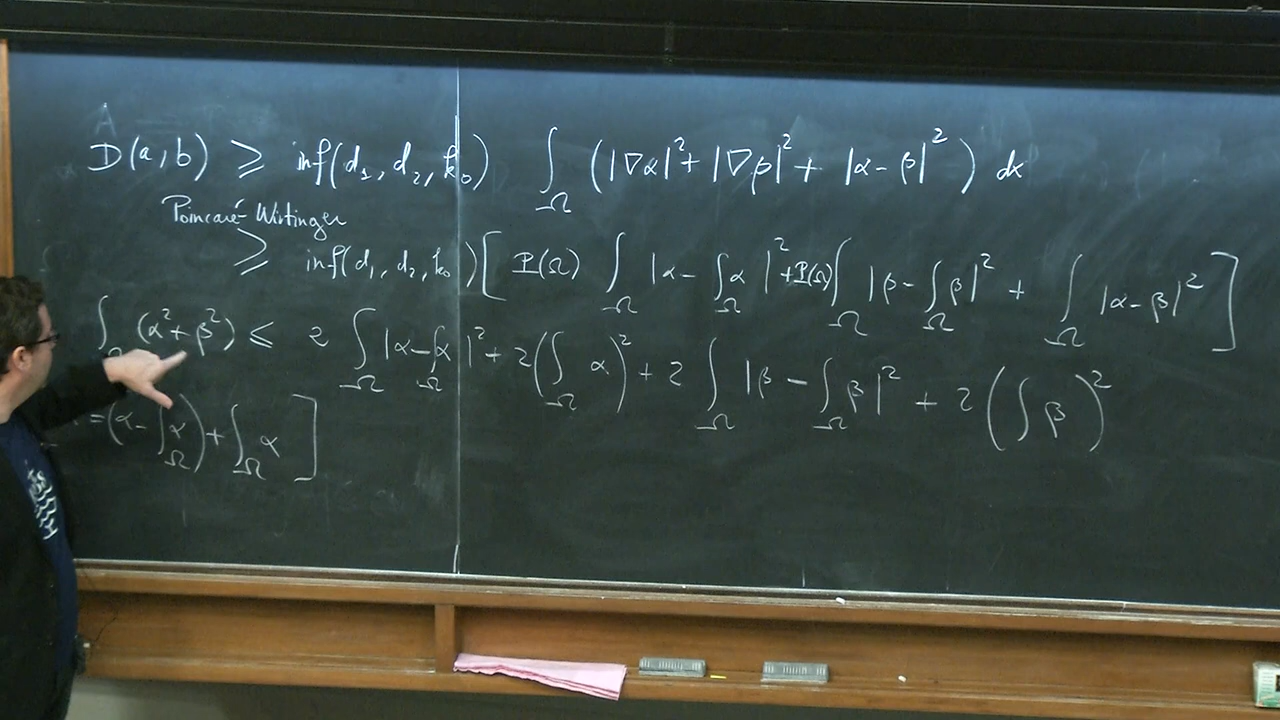 D(a,b) ⩾ inf(d₁, d₂, k₀) ∫_Ω (|∇α|² + |∇β|² + |α-β|²) dx
Poincaré-Wirtinger
⩾ inf(d₁, d₂, k₀) [ P(Ω) ∫_Ω |α - ∫_Ω α|² + P(Ω) ∫_Ω |β - ∫_Ω β|² + ∫_Ω |α-β|² ]
∫_Ω (α² + β²) ⩽ 2 ∫_Ω |α - ∫_Ω α|² + 2 (∫_Ω α)² + 2 ∫_Ω |β - ∫_Ω β|² + 2 (∫ β)²
= (α - ∫_Ω α) + ∫_Ω α ]